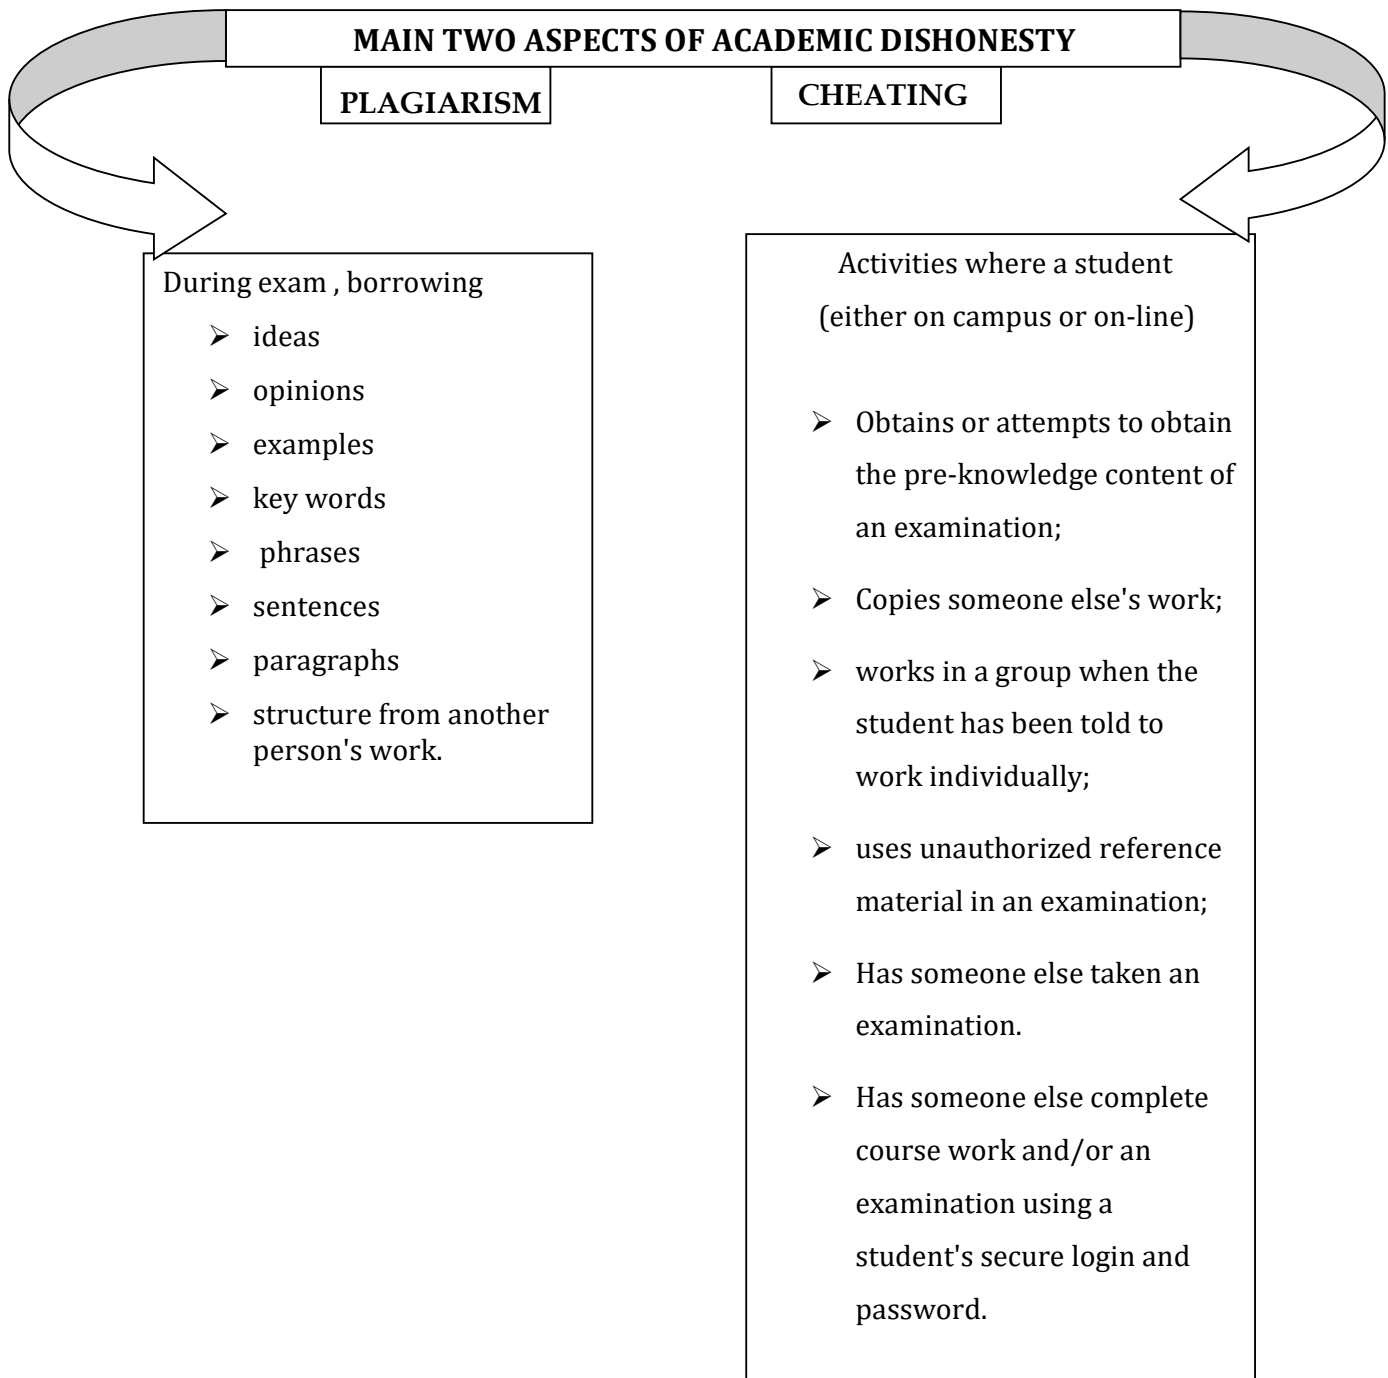 MAIN TWO ASPECTS OF ACADEMIC DISHONESTY
PLAGIARISM
CHEATING
During exam , borrowing
➢ ideas
➢ opinions
➢ examples
➢ key words
➢ phrases
➢ sentences
➢ paragraphs
➢ structure from another
person's work.
Activities where a student
(either on campus or on-line)
➢ Obtains or attempts to obtain
the pre-knowledge content of
an examination;
➢ Copies someone else's work;
➢ works in a group when the
student has been told to
work individually;
➢ uses unauthorized reference
material in an examination;
➢ Has someone else taken an
examination.
➢ Has someone else complete
course work and/or an
examination using a
student's secure login and
password.